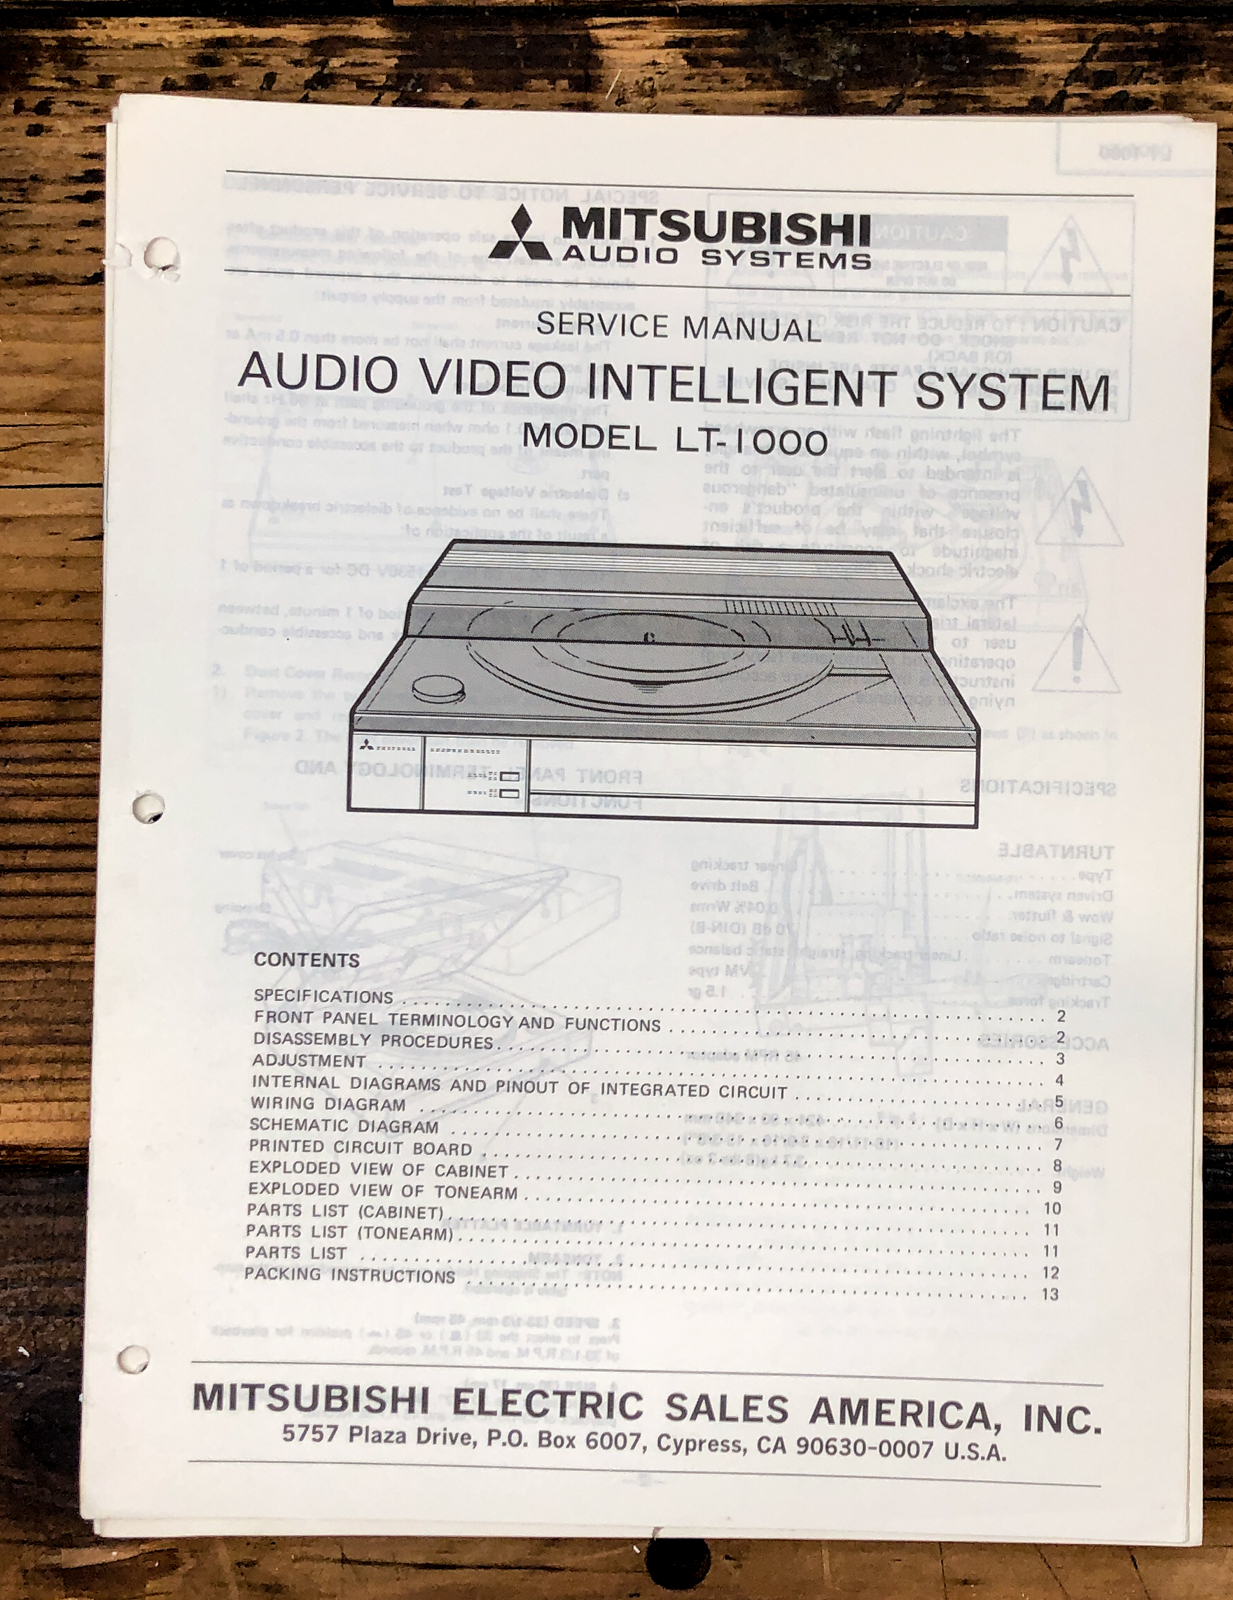 MITSUBISHI
AUDIO SYSTEMS
SERVICE MANUAL
AUDIO VIDEO INTELLIGENT SYSTEM
MODEL LT-1000
CONTENTS
SPECIFICATIONS .......... 2
FRONT PANEL TERMINOLOGY AND FUNCTIONS .......... 2
DISASSEMBLY PROCEDURES .......... 3
ADJUSTMENT .......... 4
INTERNAL DIAGRAMS AND PINOUT OF INTEGRATED CIRCUIT .......... 5
WIRING DIAGRAM .......... 6
SCHEMATIC DIAGRAM .......... 7
PRINTED CIRCUIT BOARD .......... 8
EXPLODED VIEW OF CABINET .......... 9
EXPLODED VIEW OF TONEARM .......... 10
PARTS LIST (CABINET) .......... 11
PARTS LIST (TONEARM) .......... 11
PARTS LIST .......... 12
PACKING INSTRUCTIONS .......... 13
MITSUBISHI ELECTRIC SALES AMERICA, INC.
5757 Plaza Drive, P.O. Box 6007, Cypress, CA 90630-0007 U.S.A.